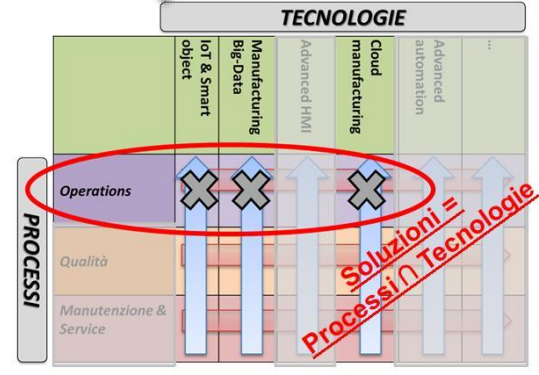 TECNOLOGIE
IoT & Smart
object
Manufacturing
Big-Data
Advanced HMI
Cloud
manufacturing
Advanced
automation
...
PROCESSI
Operations
Qualità
Manutenzione &
Service
Soluzioni =
Processi ∩ Tecnologie